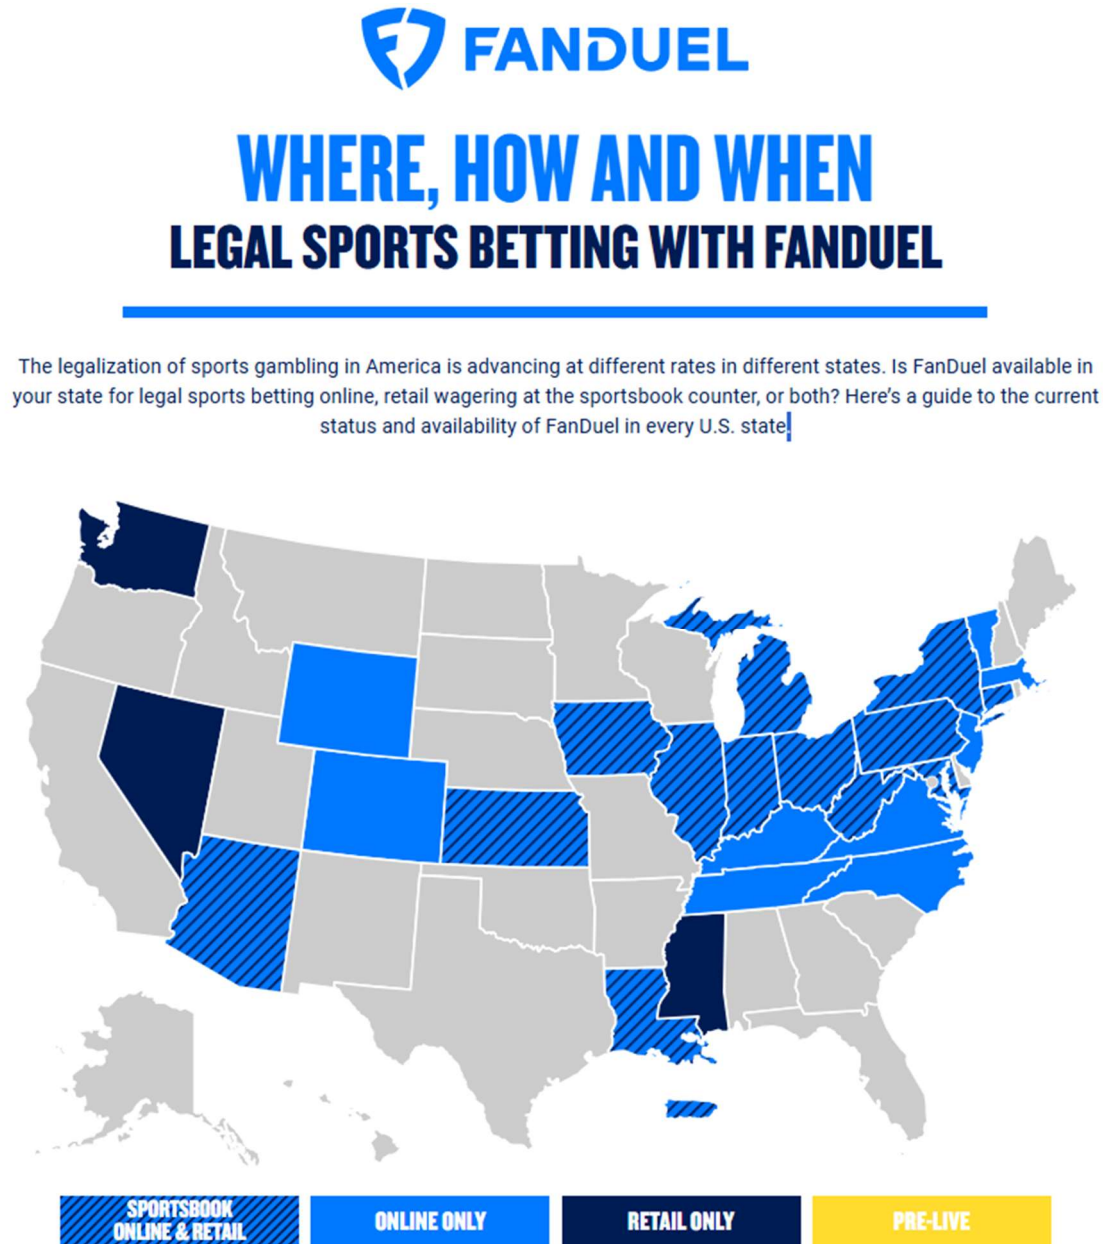 FANDUEL
WHERE, HOW AND WHEN
LEGAL SPORTS BETTING WITH FANDUEL
The legalization of sports gambling in America is advancing at different rates in different states. Is FanDuel available in
your state for legal sports betting online, retail wagering at the sportsbook counter, or both? Here's a guide to the current
status and availability of FanDuel in every U.S. state.
SPORTSBOOK
ONLINE & RETAIL
ONLINE ONLY
RETAIL ONLY
PRE-LIVE